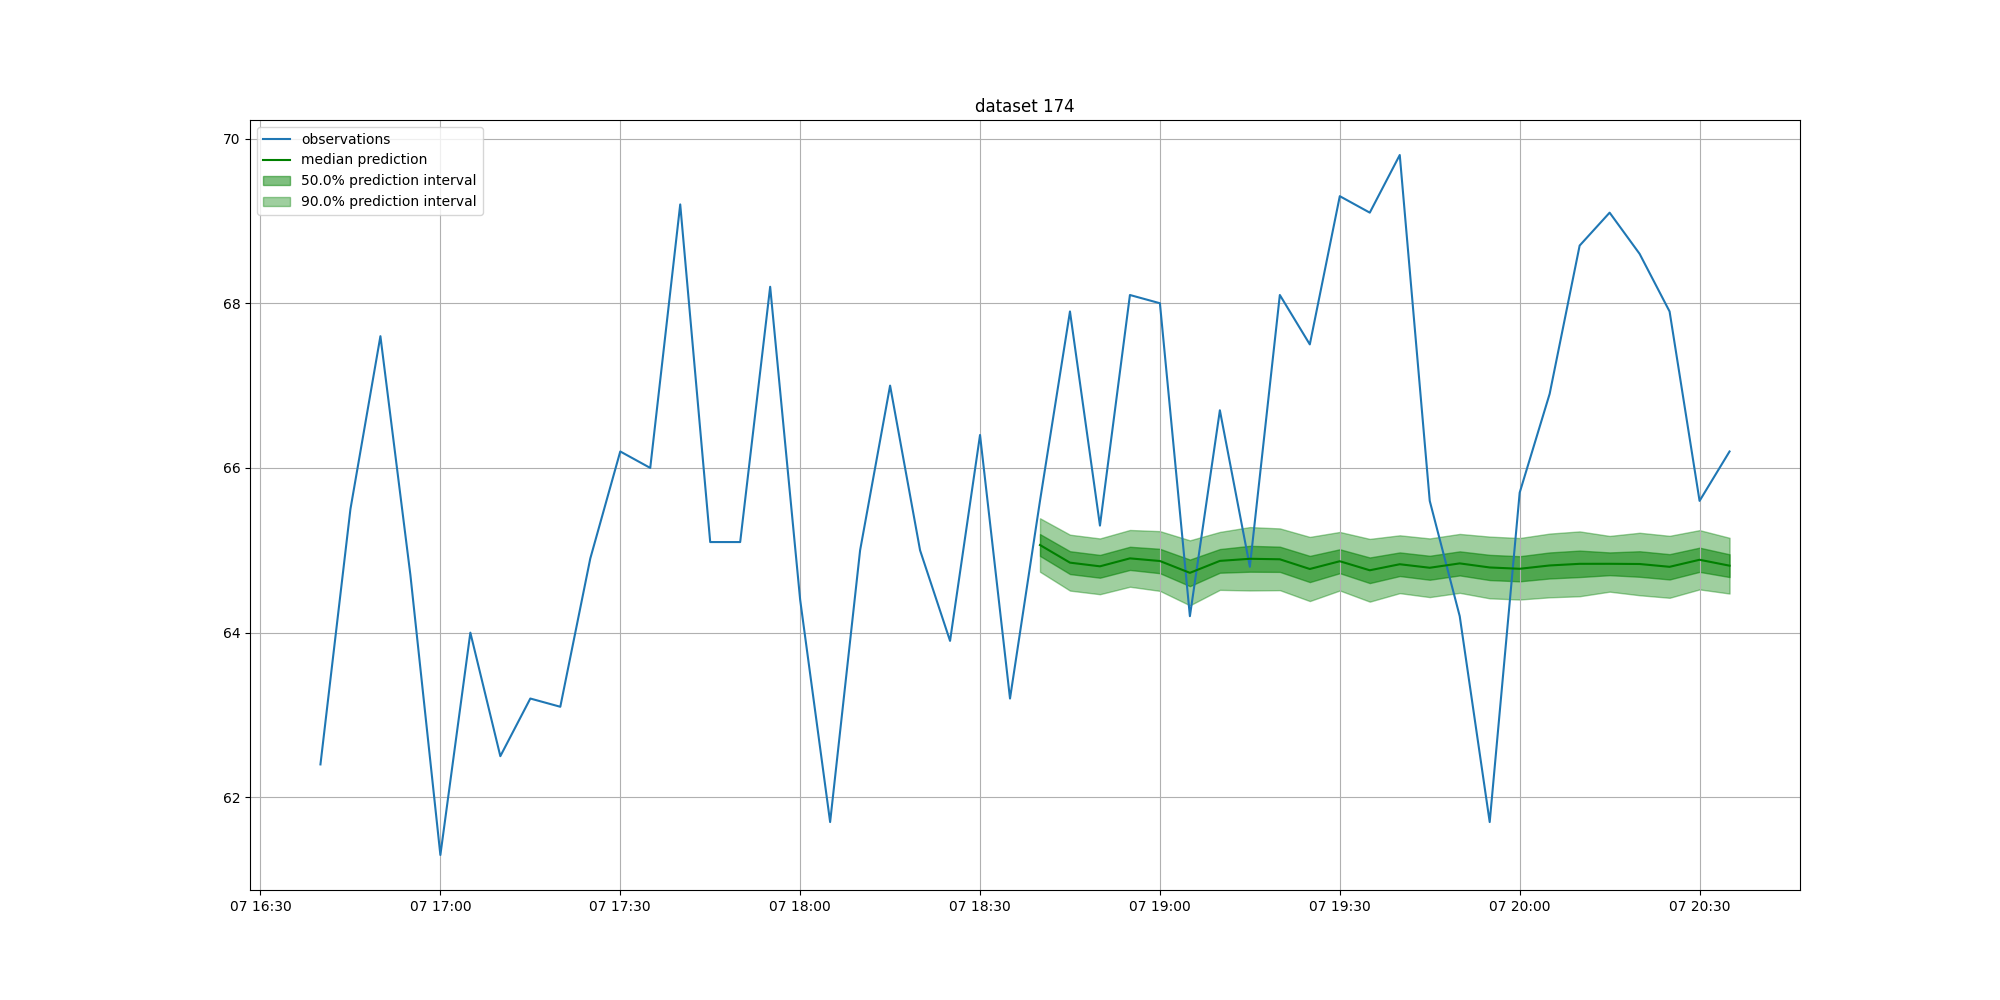 dataset 174
observations
median prediction
50.0% prediction interval
90.0% prediction interval
70
68
66
64
62
07 16:30
07 17:00
07 17:30
07 18:00
07 18:30
07 19:00
07 19:30
07 20:00
07 20:30